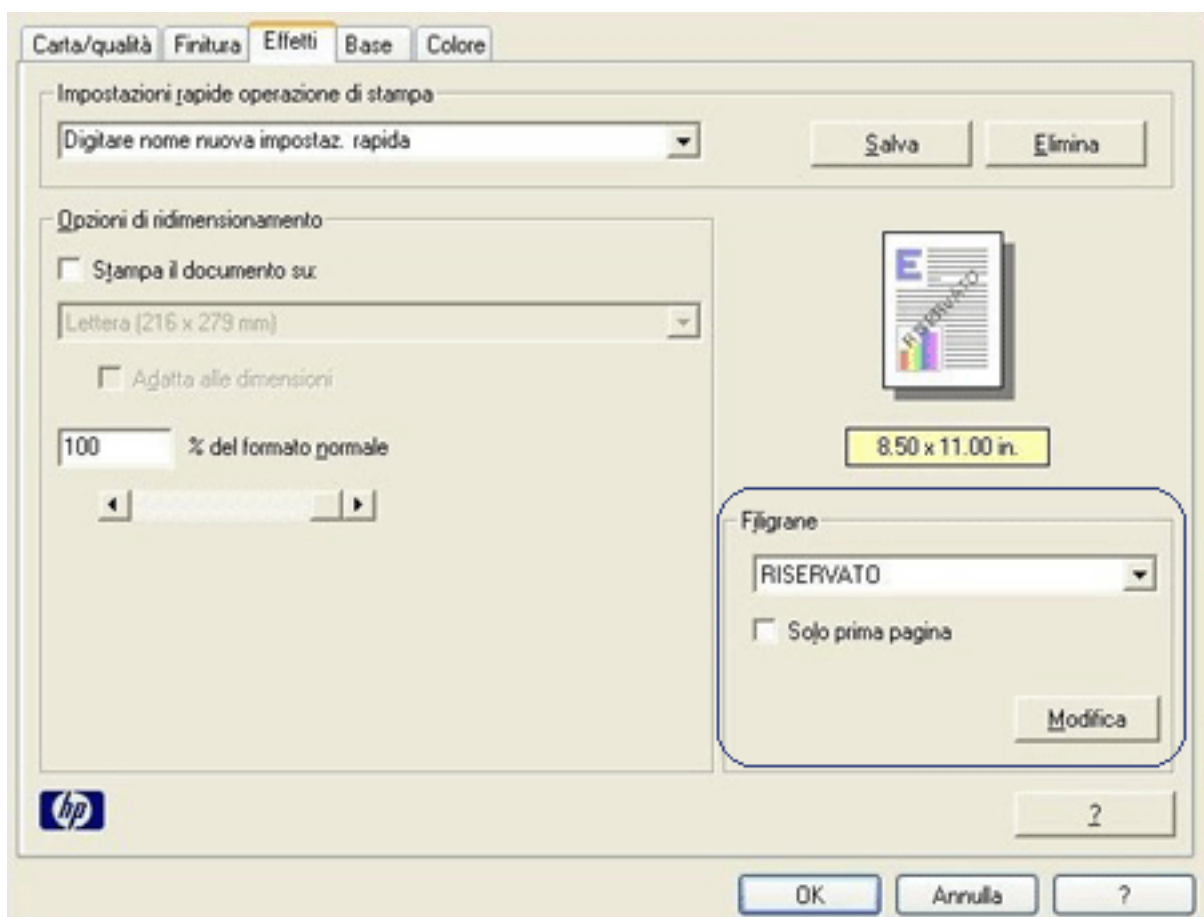 Carta/qualità Finitura Effetti Base Colore
Impostazioni rapide operazione di stampa
Digitare nome nuova impostaz. rapida
Salva Elimina
Opzioni di ridimensionamento
Stampa il documento su:
Lettera (216 x 279 mm)
Adatta alle dimensioni
100 % del formato normale
E
RISERVATO
8.50 x 11.00 in.
Filigrane
RISERVATO
Solo prima pagina
Modifica
hp
?
OK Annulla ?